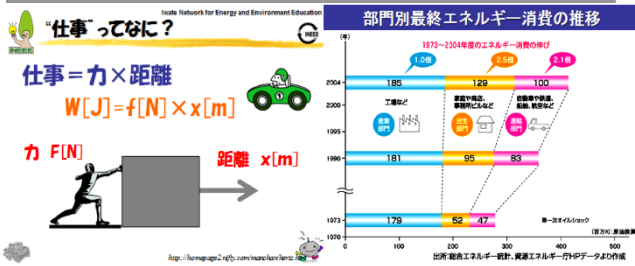 Iwate Network for Energy and Environment Education
"仕事"ってなに？
INEEE
INEEE
仕事＝力×距離
W[J]=f[N]×x[m]
力 F[N]
距離 x[m]
http://homepage2.nifty.com/manchan/hertz.htm
部門別最終エネルギー消費の推移
1973～2004年度のエネルギー消費の伸び
(年)
1.0倍
2.5倍
2.1倍
2004
185
129
100
工場など
家庭や商店、
事務所ビルなど
自動車や鉄道、
船舶、航空など
2000
産業
部門
民生
部門
運輸
部門
1995
1990
181
95
83
1973
179
52
47
第一次オイルショック
1970
(百万kl：原油換算)
0
100
200
300
400
500
出所:総合エネルギー統計、資源エネルギー庁HPデータより作成